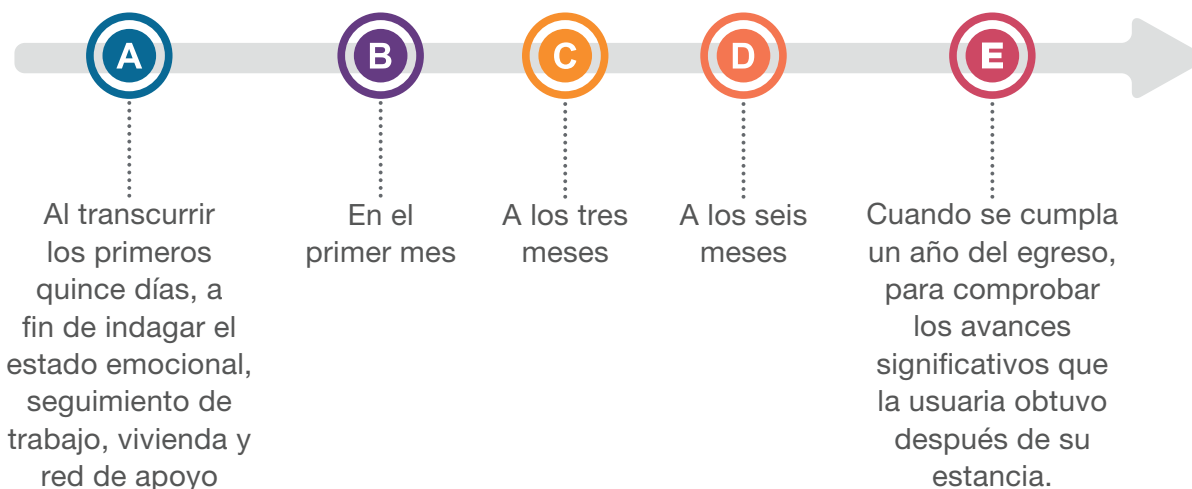 A
B
C
D
E
Al transcurrir
los primeros
quince días, a
fin de indagar el
estado emocional,
seguimiento de
trabajo, vivienda y
red de apoyo
En el
primer mes
A los tres
meses
A los seis
meses
Cuando se cumpla
un año del egreso,
para comprobar
los avances
significativos que
la usuaria obtuvo
después de su
estancia.